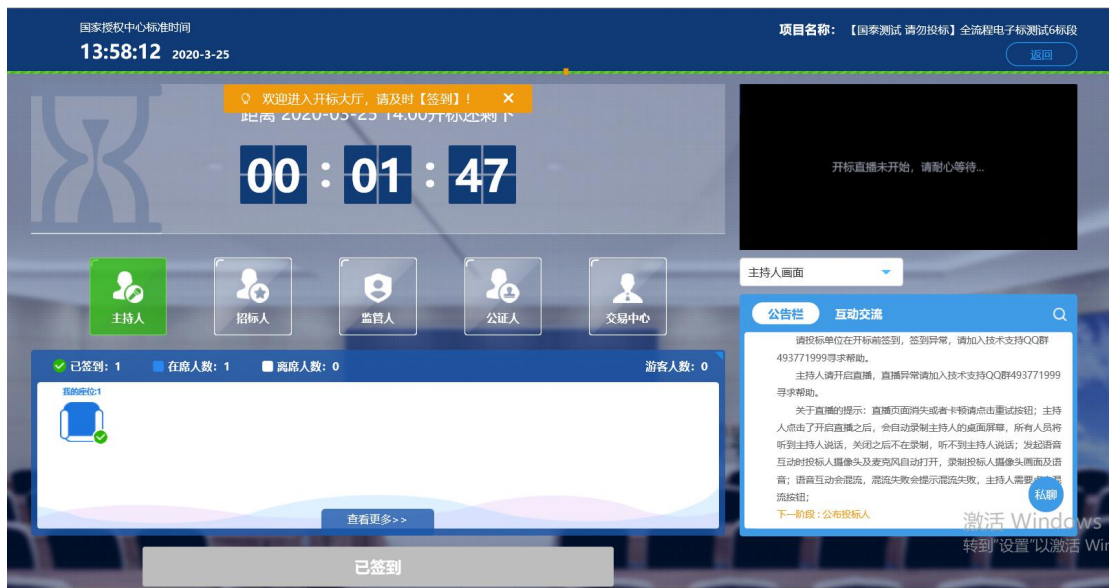 国家授权中心标准时间
13:58:12 2020-3-25
项目名称： 【国泰测试 请勿投标】全流程电子标测试6标段
返回
欢迎进入开标大厅，请及时【签到】！ ×
距离 2020-03-25 14:00开标还剩下
00 : 01 : 47
开标直播未开始，请耐心等待...
主持人画面
主持人
招标人
监管人
公证人
交易中心
公告栏 互动交流
已签到：1 在席人数：1 离席人数：0 游客人数：0
我的座位:1
请投标单位在开标前签到，签到异常，请加入技术支持QQ群
493771999寻求帮助。
主持人请开启直播，直播异常请加入技术支持QQ群493771999
寻求帮助。
关于直播的提示：直播页面消失或者卡顿请点击重试按钮；主持
人点击了开启直播之后，会自动录制主持人的桌面屏幕，所有人员将
听到主持人说话，关闭之后不在录制，听不到主持人说话；发起语音
互动时投标人摄像头及麦克风自动打开，录制投标人摄像头画面及语
音；语音互动会混流，混流失败会提示混流失败，主持人需要
流按钮；
下一阶段：公布投标人
私聊
查看更多>>
已签到
激活 Windows
转到"设置"以激活 Win